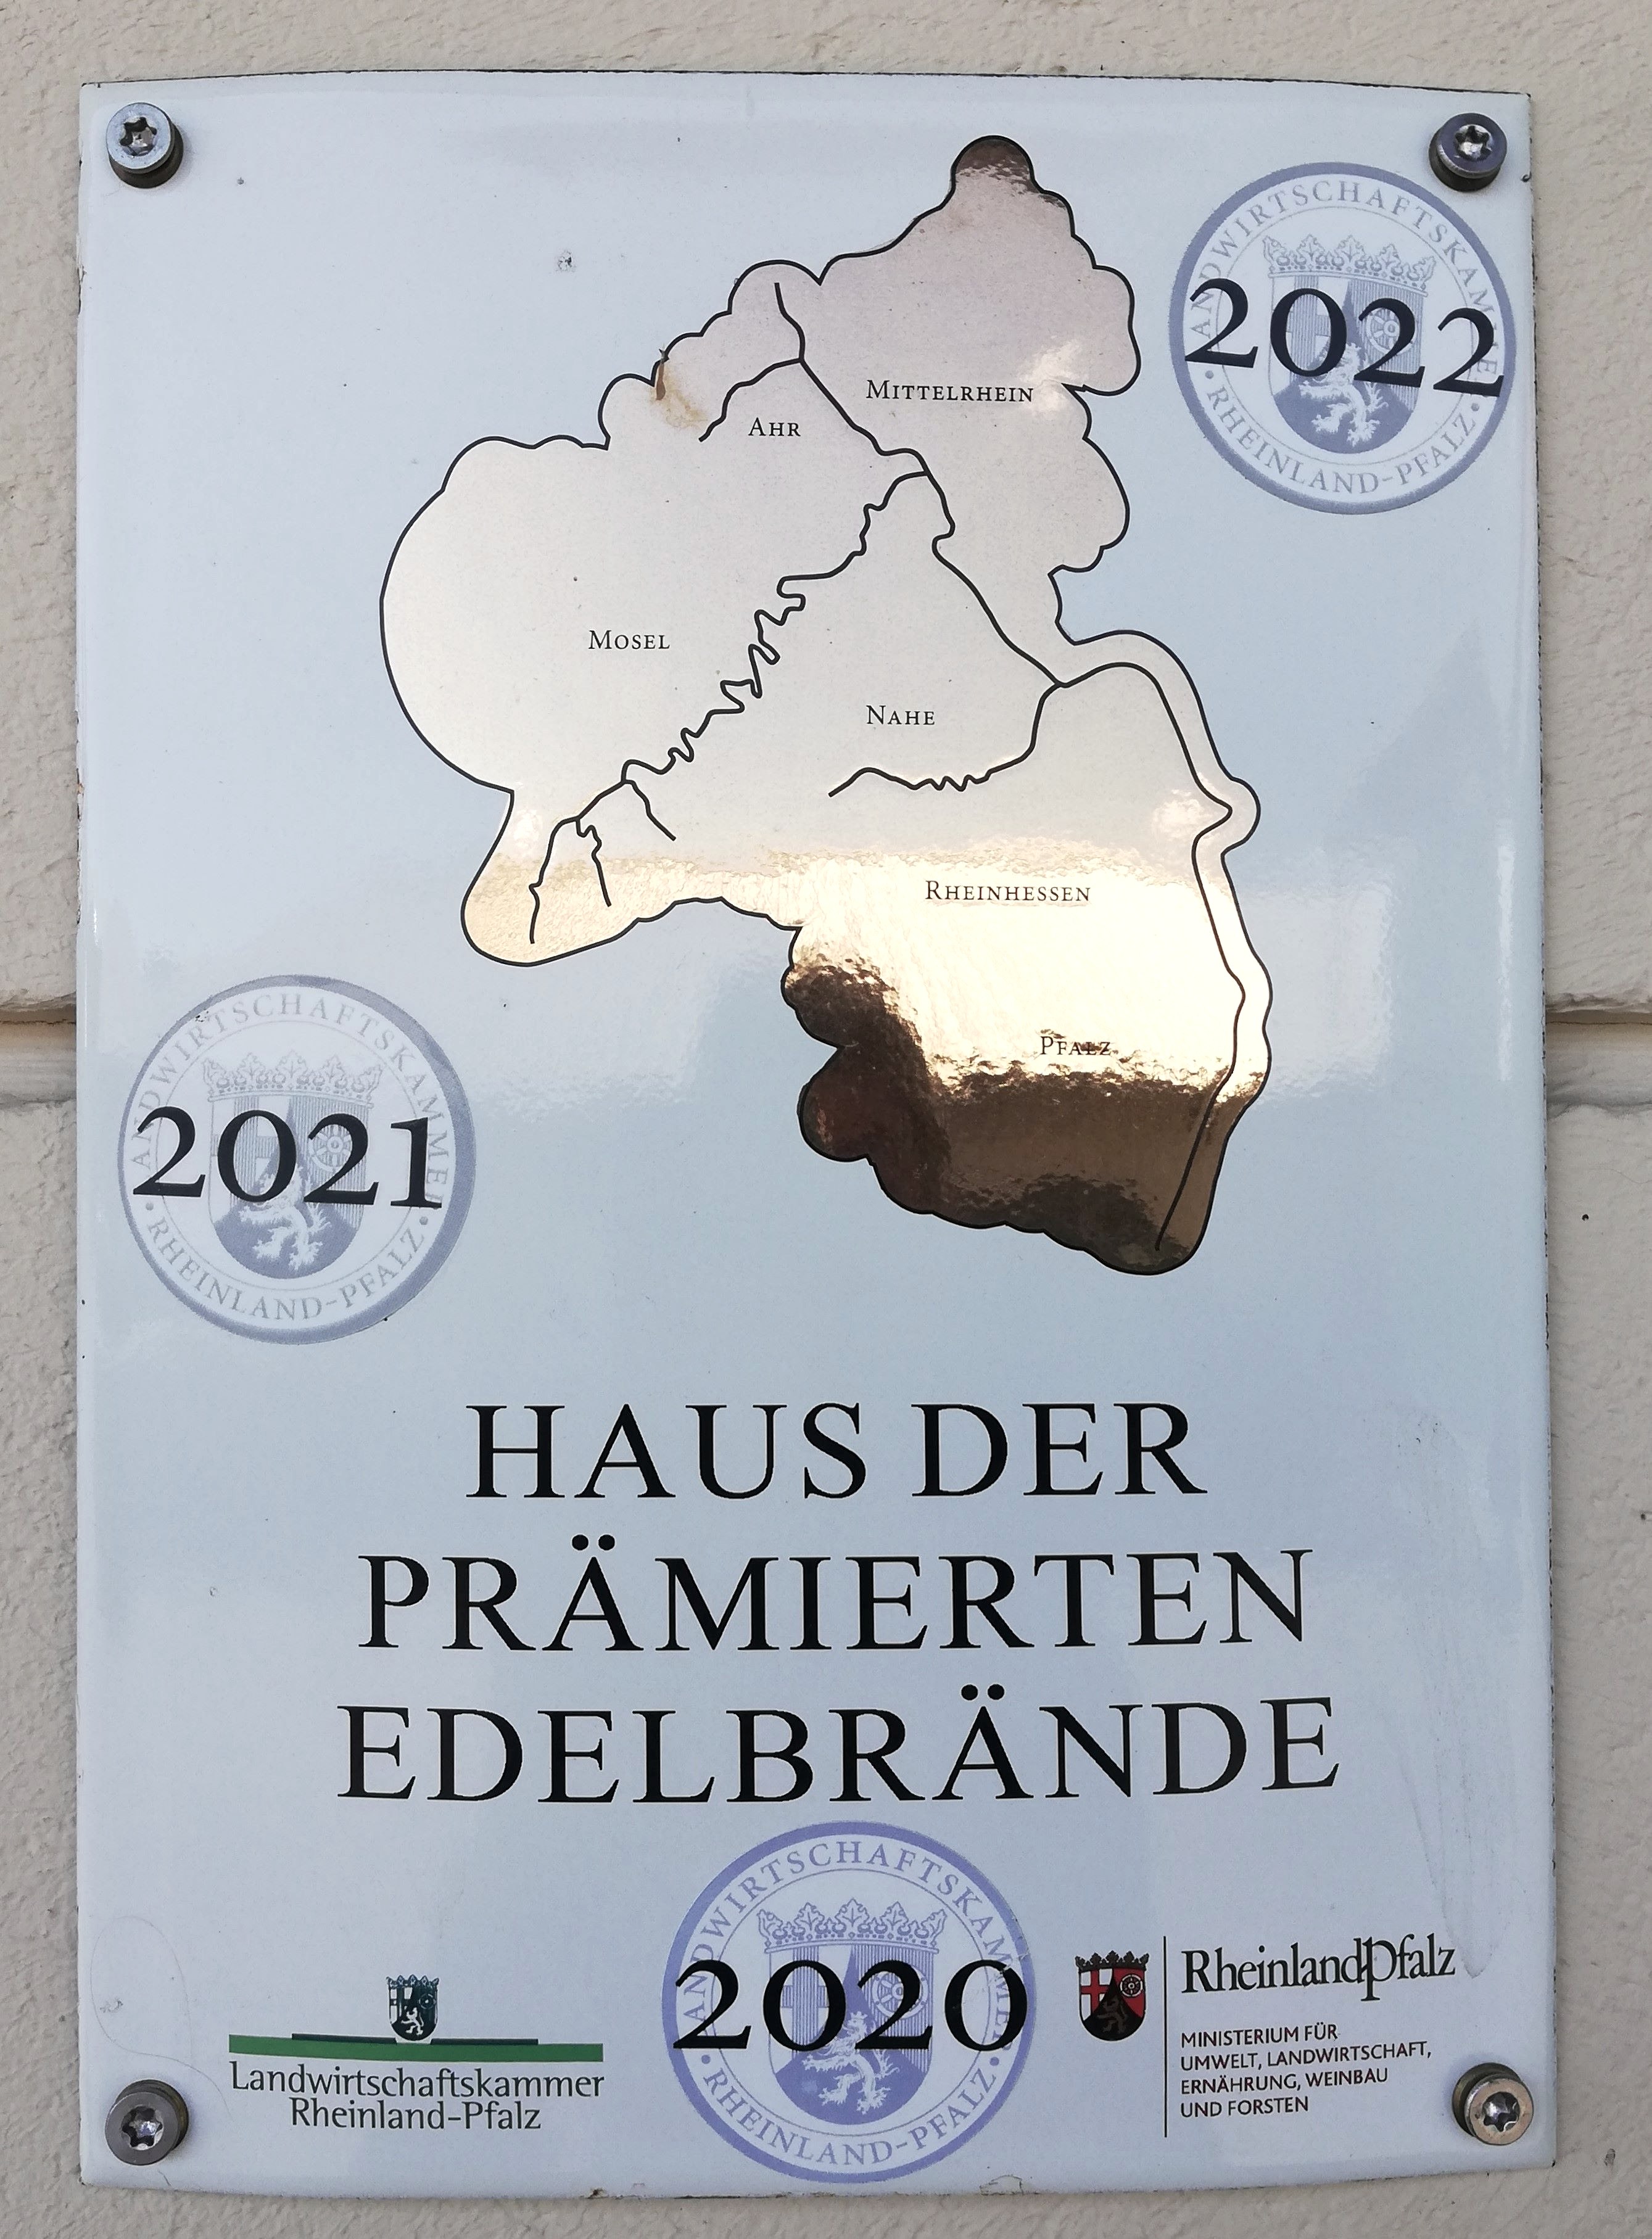 LANDWIRTSCHAFTSKAMMER
2022
• RHEINLAND-PFALZ •
MITTELRHEIN
AHR
MOSEL
NAHE
RHEINHESSEN
PFALZ
LANDWIRTSCHAFTSKAMMER
2021
• RHEINLAND-PFALZ •
HAUS DER
PRÄMIERTEN
EDELBRÄNDE
LANDWIRTSCHAFTSKAMMER
2020
• RHEINLAND-PFALZ •
Landwirtschaftskammer
Rheinland-Pfalz
RheinlandPfalz
MINISTERIUM FÜR
UMWELT, LANDWIRTSCHAFT,
ERNÄHRUNG, WEINBAU
UND FORSTEN